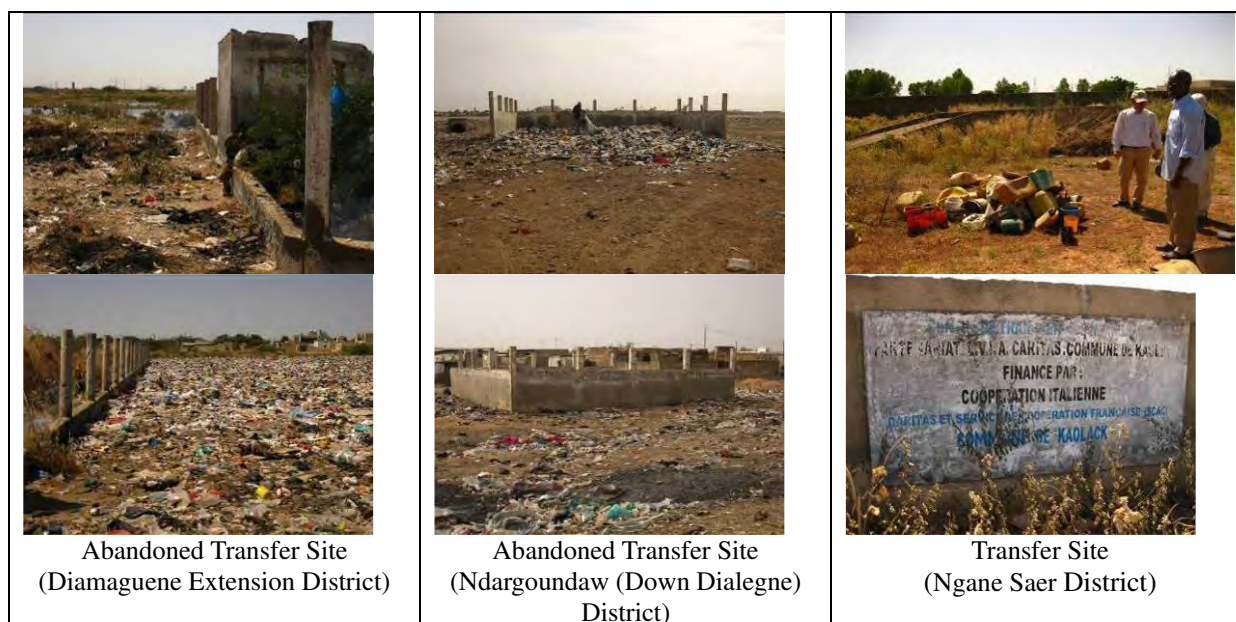 FINANCE PAR :
COOPERATION ITALIENNE
COMMUNE DE KAOLACK
Abandoned Transfer Site
(Diamaguene Extension District)
Abandoned Transfer Site
(Ndargoundaw (Down Dialegne)
District)
Transfer Site
(Ngane Saer District)